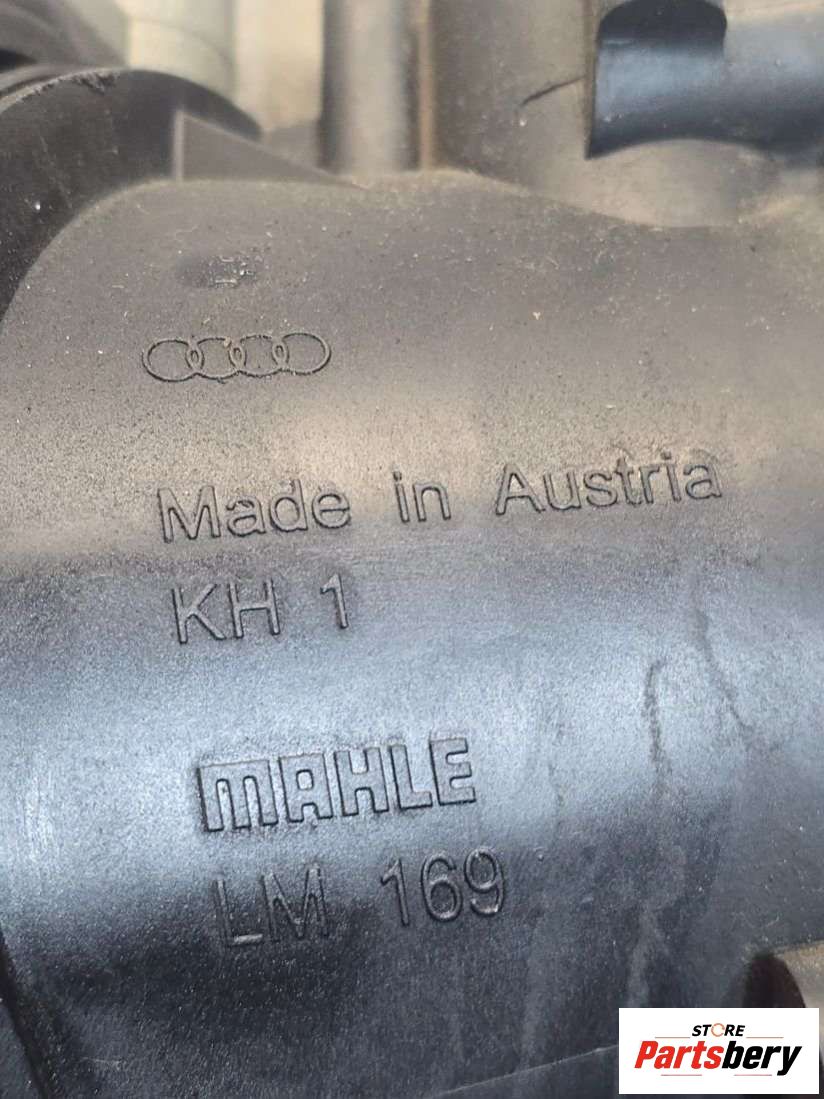 Made in Austria
KH 1
MAHLE
LM 169
STORE
Partsbery